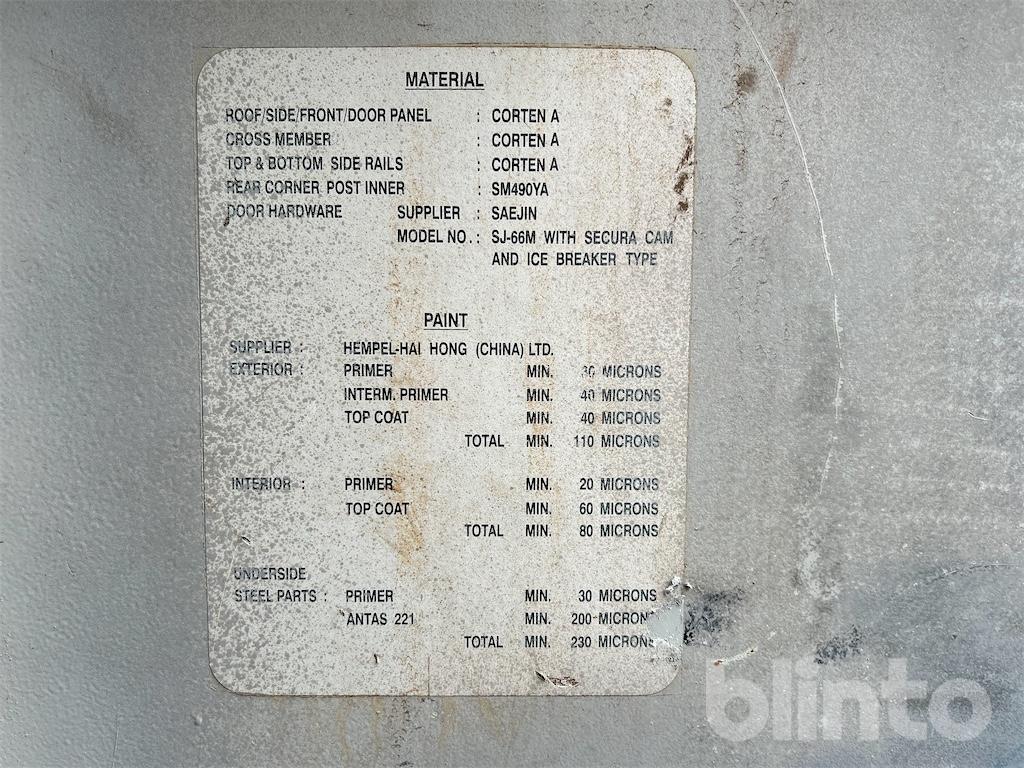 MATERIAL
ROOF/SIDE/FRONT/DOOR PANEL : CORTEN A
CROSS MEMBER : CORTEN A
TOP & BOTTOM SIDE RAILS : CORTEN A
REAR CORNER POST INNER : SM490YA
DOOR HARDWARE SUPPLIER : SAEJIN
MODEL NO. : SJ-66M WITH SECURA CAM
AND ICE BREAKER TYPE
PAINT
SUPPLIER : HEMPEL-HAI HONG (CHINA) LTD.
EXTERIOR : PRIMER MIN. 30 MICRONS
INTERM. PRIMER MIN. 40 MICRONS
TOP COAT MIN. 40 MICRONS
TOTAL MIN. 110 MICRONS
INTERIOR : PRIMER MIN. 20 MICRONS
TOP COAT MIN. 60 MICRONS
TOTAL MIN. 80 MICRONS
UNDERSIDE
STEEL PARTS : PRIMER MIN. 30 MICRONS
ANTAS 221 MIN. 200 MICRONS
TOTAL MIN. 230 MICRONS
blinto